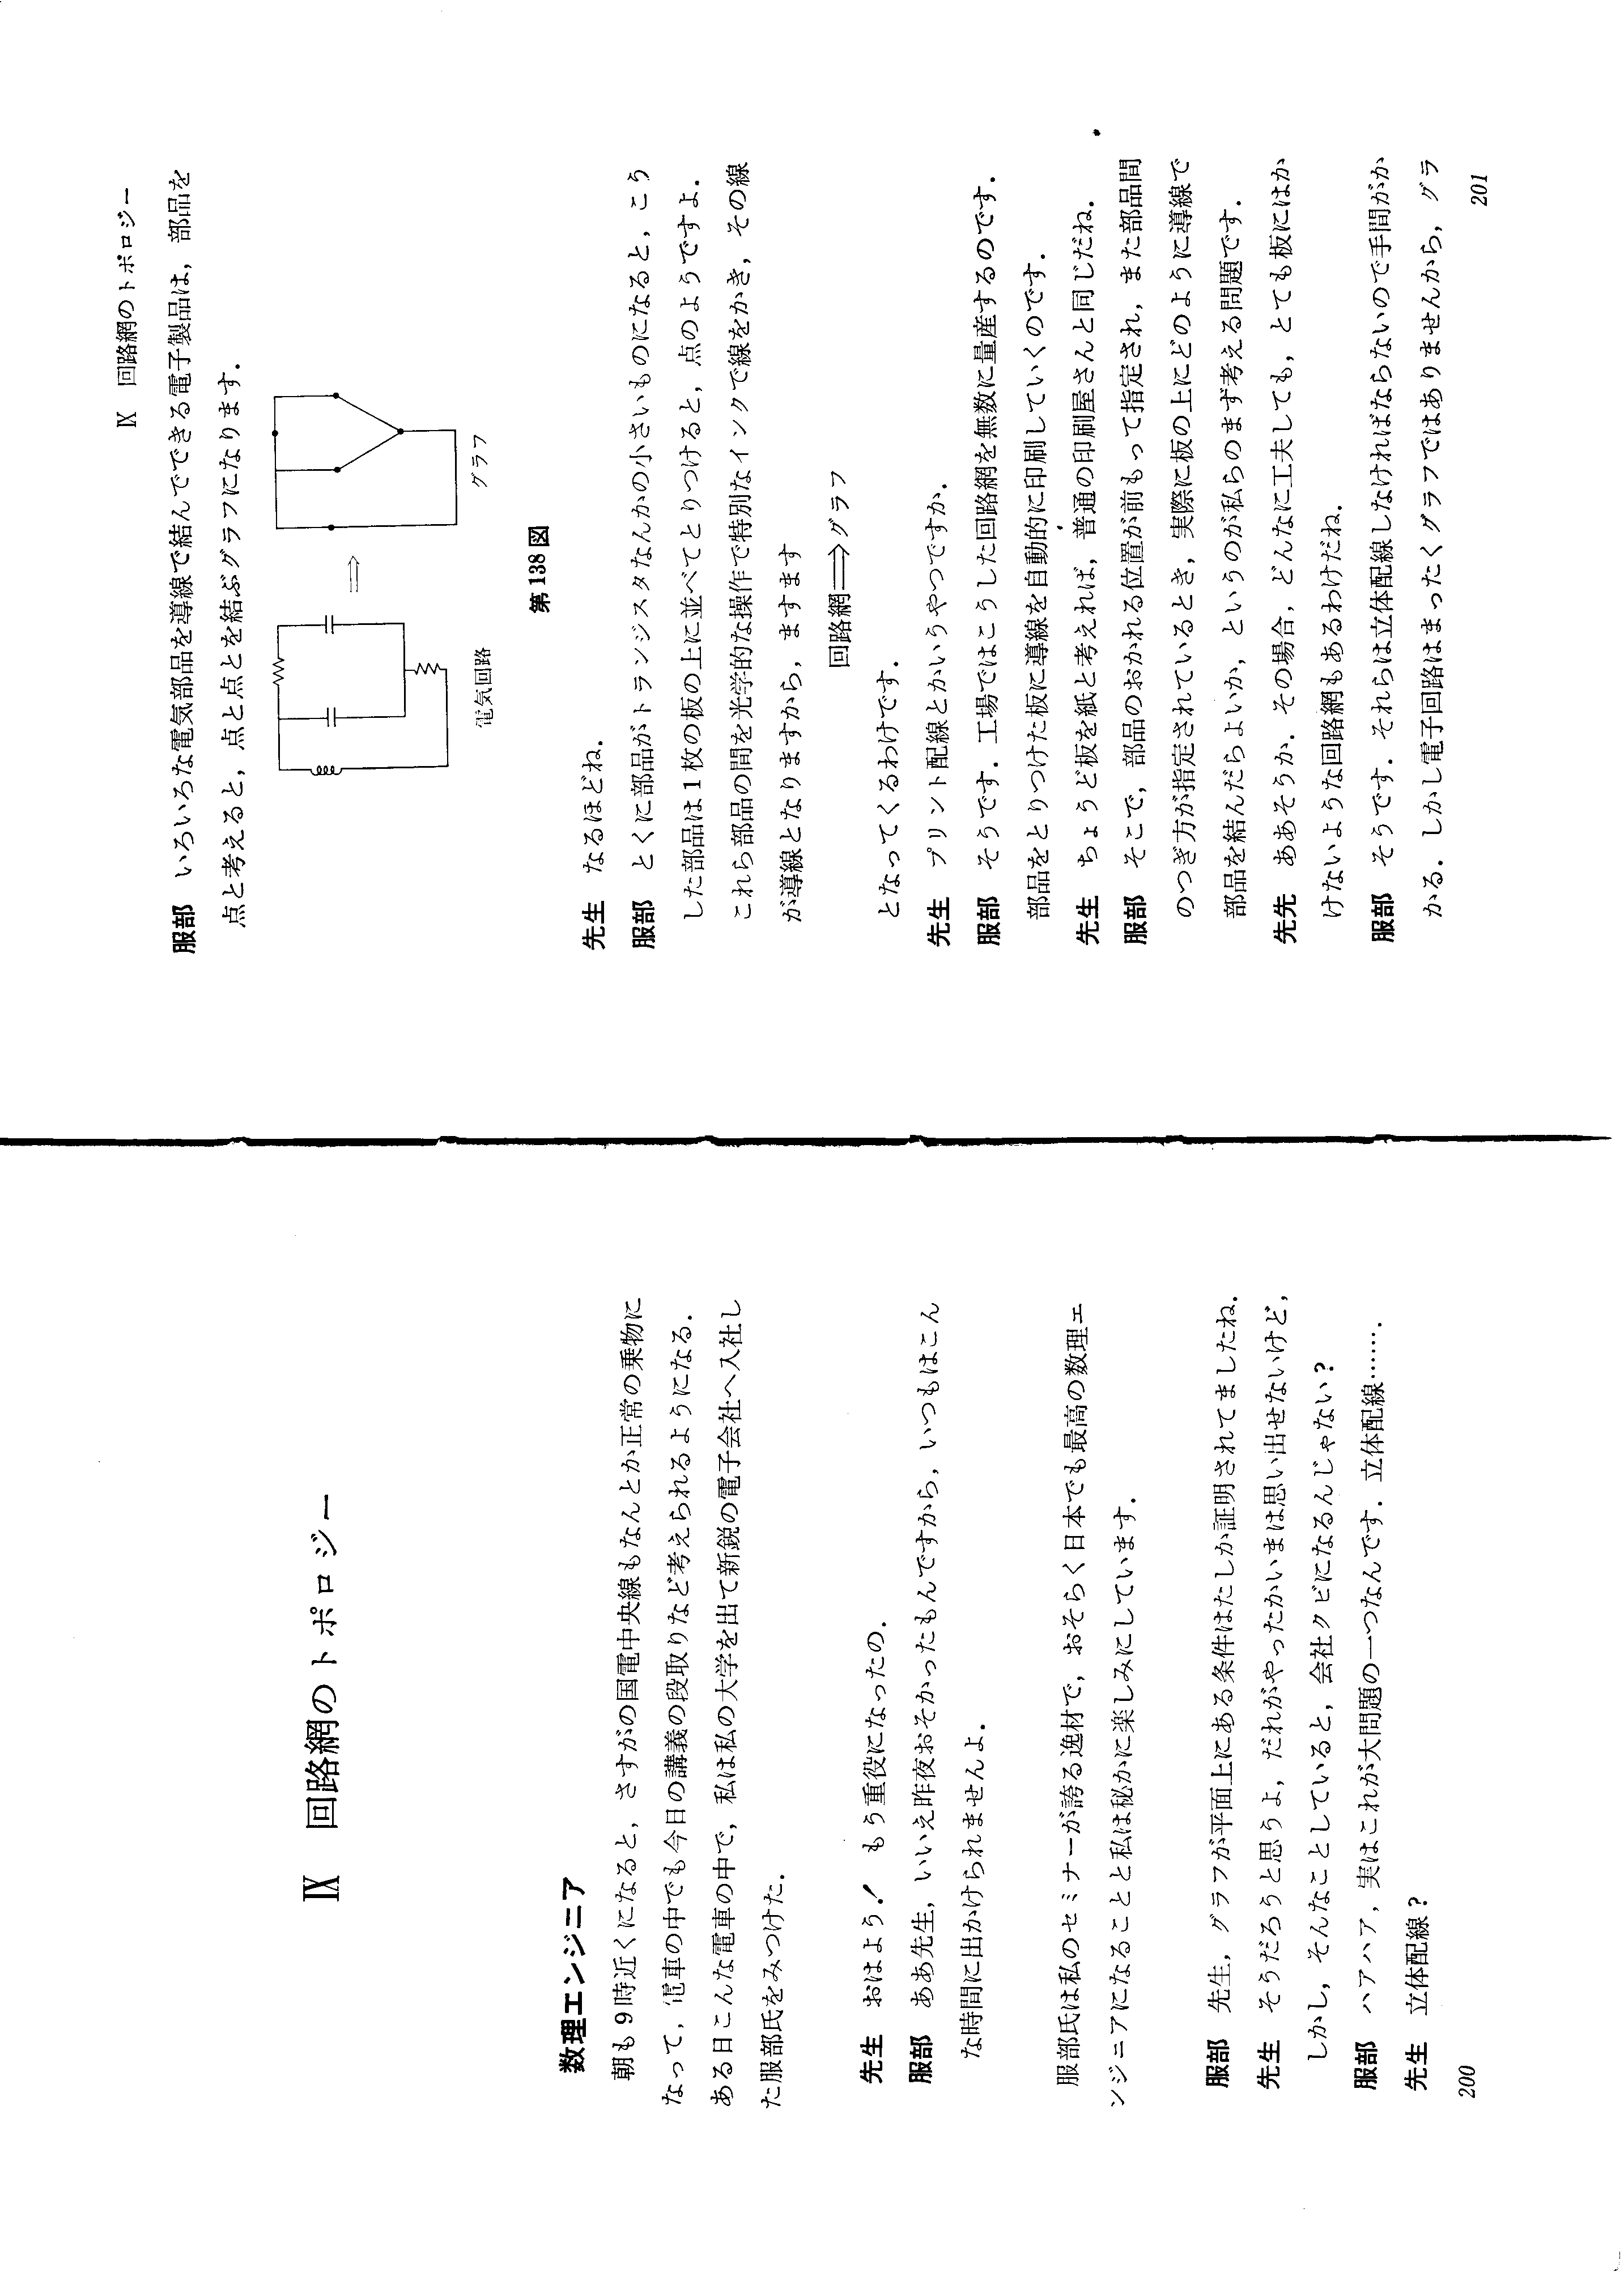 Ⅸ 回路網のトポロジー
数理エンジニア
朝も9時近くになると，さすがの国電中央線もなんとか正常の乗物に
なって，電車の中でも今日の講義の段取りなど考えられるようになる．
ある日こんな電車の中で，私は私の大学を出て新鋭の電子会社へ入社し
た服部氏をみつけた．
先生 おはよう！ もう重役になったの．
服部 ああ先生，いいえ昨夜おそかったもんですから，いつもはこん
な時間に出かけられませんよ．
服部氏は私のセミナーが誇る逸材で，おそらく日本でも最高の数理エ
ンジニアになることと私は秘かに楽しみにしています．
服部 先生，グラフが平面上にある条件はたしか証明されてましたね．
先生 そうだろうと思うよ，だれがやったかいまは思い出せないけど，
しかし，そんなことしていると，会社クビになるんじゃない？
服部 ハアハア，実はこれが大問題の一つなんです．立体配線……．
先生 立体配線？
200
Ⅸ 回路網のトポロジー
服部 いろいろな電気部品を導線で結んでできる電子製品は，部品を
点と考えると，点と点とを結ぶグラフになります．
電気回路
⇒
グラフ
第138図
先生 なるほどね．
服部 とくに部品がトランジスタなんかの小さいものになると，こう
した部品は1枚の板の上に並べてとりつけると，点のようですよ．
これら部品の間を光学的な操作で特別なインクで線をかき，その線
が導線となりますから，ますます
回路網⟹グラフ
となってくるわけです．
先生 プリント配線とかいうやつですか．
服部 そうです．工場ではこうした回路網を無数に量産するのです．
部品をとりつけた板に導線を自動的に印刷していくのです．
先生 ちょうど板を紙と考えれば，普通の印刷屋さんと同じだね．
服部 そこで，部品のおかれる位置が前もって指定され，また部品間
のつぎ方が指定されているとき，実際に板の上にどのように導線で
部品を結んだらよいか，というのが私らのまず考える問題です．
先先 ああそうか．その場合，どんなに工夫しても，とても板にはか
けないような回路網もあるわけだね．
服部 そうです．それらは立体配線しなければならないので手間がか
かる．しかし電子回路はまったくグラフではありませんから，グラ
201